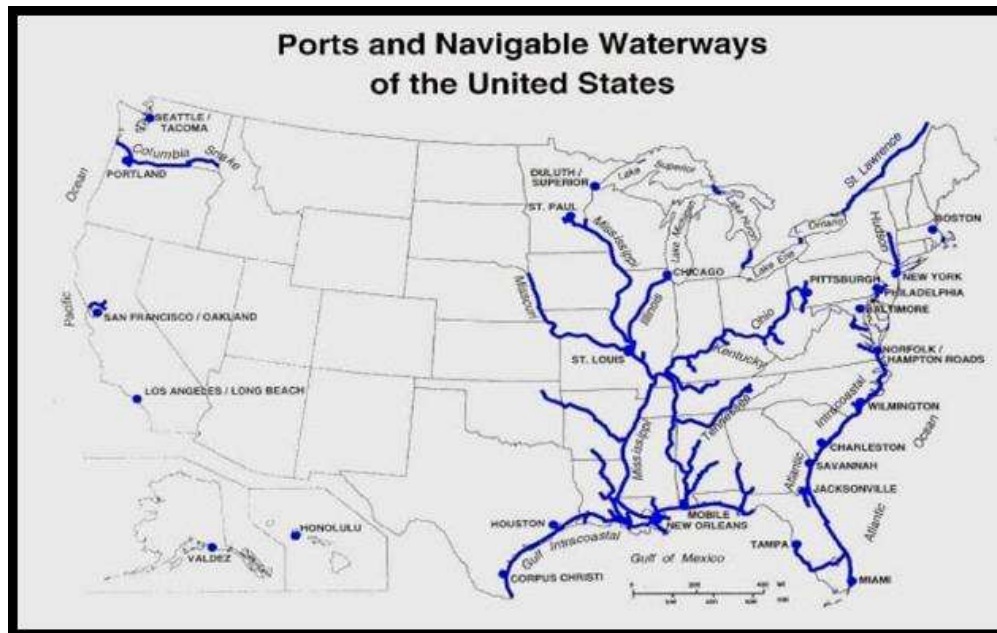 Ports and Navigable Waterways
of the United States
SEATTLE /
TACOMA
Columbia
Snake
PORTLAND
Ocean
Pacific
SAN FRANCISCO / OAKLAND
LOS ANGELES / LONG BEACH
VALDEZ
HONOLULU
DULUTH /
SUPERIOR
Lake Superior
ST. PAUL
Mississippi
Lake Michigan
Lake Huron
CHICAGO
Missouri
Illinois
ST. LOUIS
Ohio
Kentucky
Tennessee
Mississippi
St. Lawrence
Ontario
Lake Erie
Hudson
BOSTON
NEW YORK
PITTSBURGH
PHILADELPHIA
BALTIMORE
NORFOLK /
HAMPTON ROADS
WILMINGTON
CHARLESTON
SAVANNAH
JACKSONVILLE
Atlantic Intracoastal
Atlantic Ocean
MOBILE
NEW ORLEANS
HOUSTON
Gulf Intracoastal
CORPUS CHRISTI
Gulf of Mexico
TAMPA
MIAMI
0 200 400 MI